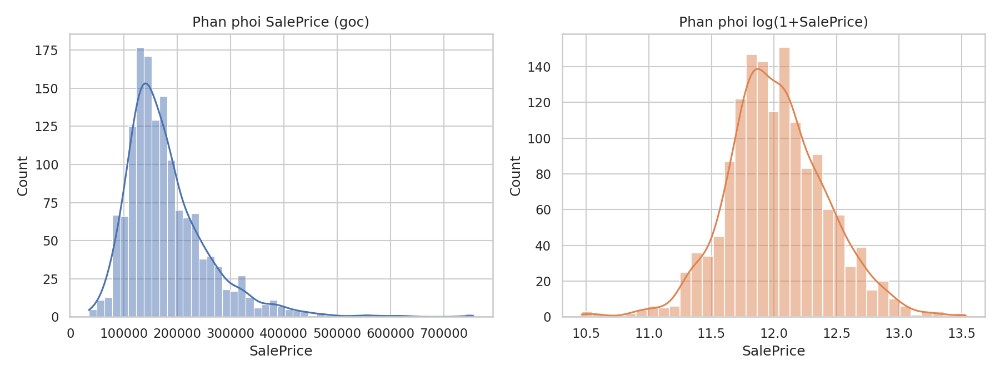 Phan phoi SalePrice (goc)
175
150
125
100
75
50
25
0
Count
0 100000 200000 300000 400000 500000 600000 700000
SalePrice
Phan phoi log(1+SalePrice)
140
120
100
80
60
40
20
0
Count
10.5 11.0 11.5 12.0 12.5 13.0 13.5
SalePrice